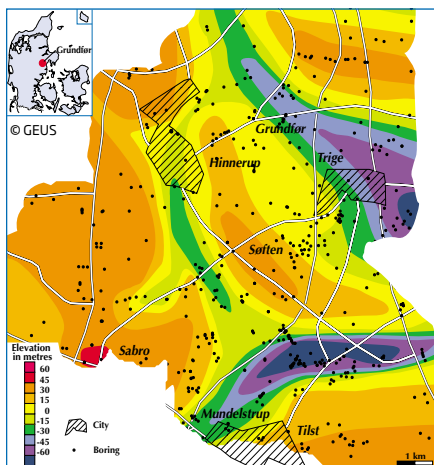 Grundfør
© GEUS
Grundfør
Hinnerup
Trige
Søften
Elevation
in metres
60
45
30
15
0
-15
-30
-45
-60
Sabro
City
Boring
Mundelstrup
Tilst
1 km